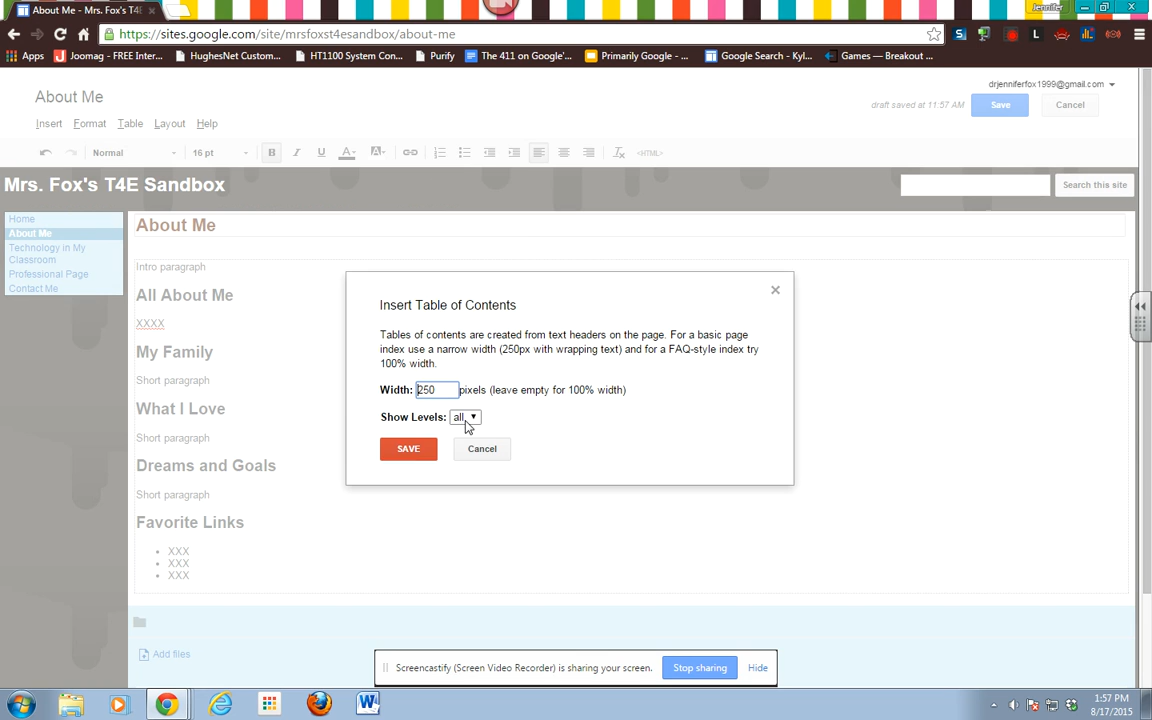 About Me - Mrs. Fox's T4E
Jennifer
https://sites.google.com/site/mrsfoxst4esandbox/about-me
Apps
Joomag - FREE Inter...
HughesNet Custom...
HT1100 System Con...
Purify
The 411 on Google'...
Primarily Google - ...
Google Search - Kyl...
Games — Breakout ...
drjenniferfox1999@gmail.com
About Me
draft saved at 11:57 AM
Save
Cancel
Insert Format Table Layout Help
Normal
16 pt
B I U A A
<HTML>
Mrs. Fox's T4E Sandbox
Search this site
Home
About Me
Technology in My
Classroom
Professional Page
Contact Me
About Me
Intro paragraph
All About Me
XXXX
My Family
Short paragraph
What I Love
Short paragraph
Dreams and Goals
Short paragraph
Favorite Links
XXX
XXX
XXX
Insert Table of Contents
Tables of contents are created from text headers on the page. For a basic page
index use a narrow width (250px with wrapping text) and for a FAQ-style index try
100% width.
Width: 250 pixels (leave empty for 100% width)
Show Levels: all
SAVE
Cancel
Add files
Screencastify (Screen Video Recorder) is sharing your screen.
Stop sharing
Hide
1:57 PM
8/17/2015